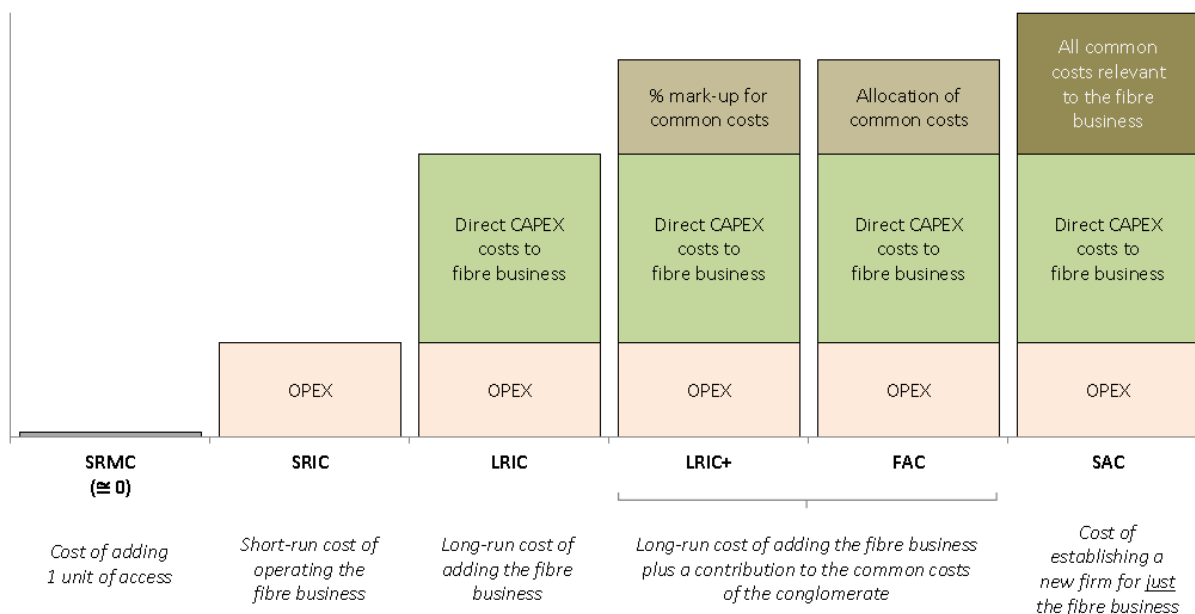 All common
costs relevant
to the fibre
business
% mark-up for
common costs
Allocation of
common costs
Direct CAPEX
costs to
fibre business
Direct CAPEX
costs to
fibre business
Direct CAPEX
costs to
fibre business
Direct CAPEX
costs to
fibre business
OPEX
OPEX
OPEX
OPEX
OPEX
SRMC
(≅ 0)
SRIC
LRIC
LRIC+
FAC
SAC
Cost of adding
1 unit of access
Short-run cost of
operating the
fibre business
Long-run cost of
adding the fibre
business
Long-run cost of adding the fibre business
plus a contribution to the common costs
of the conglomerate
Cost of
establishing a
new firm for just
the fibre business